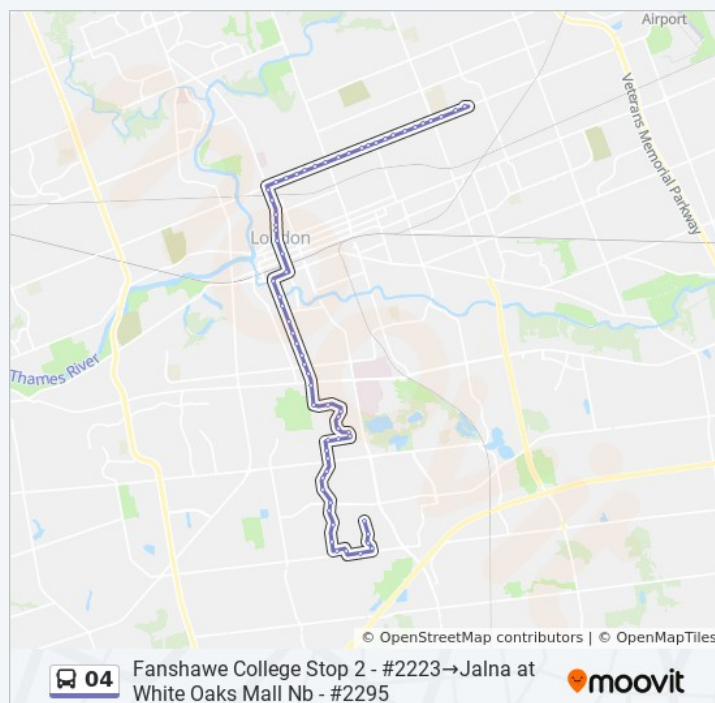 Airport
Veterans Memorial Parkway
London
Thames River
© OpenStreetMap contributors | © OpenMapTiles
04
Fanshawe College Stop 2 - #2223→Jalna at
White Oaks Mall Nb - #2295
moovit